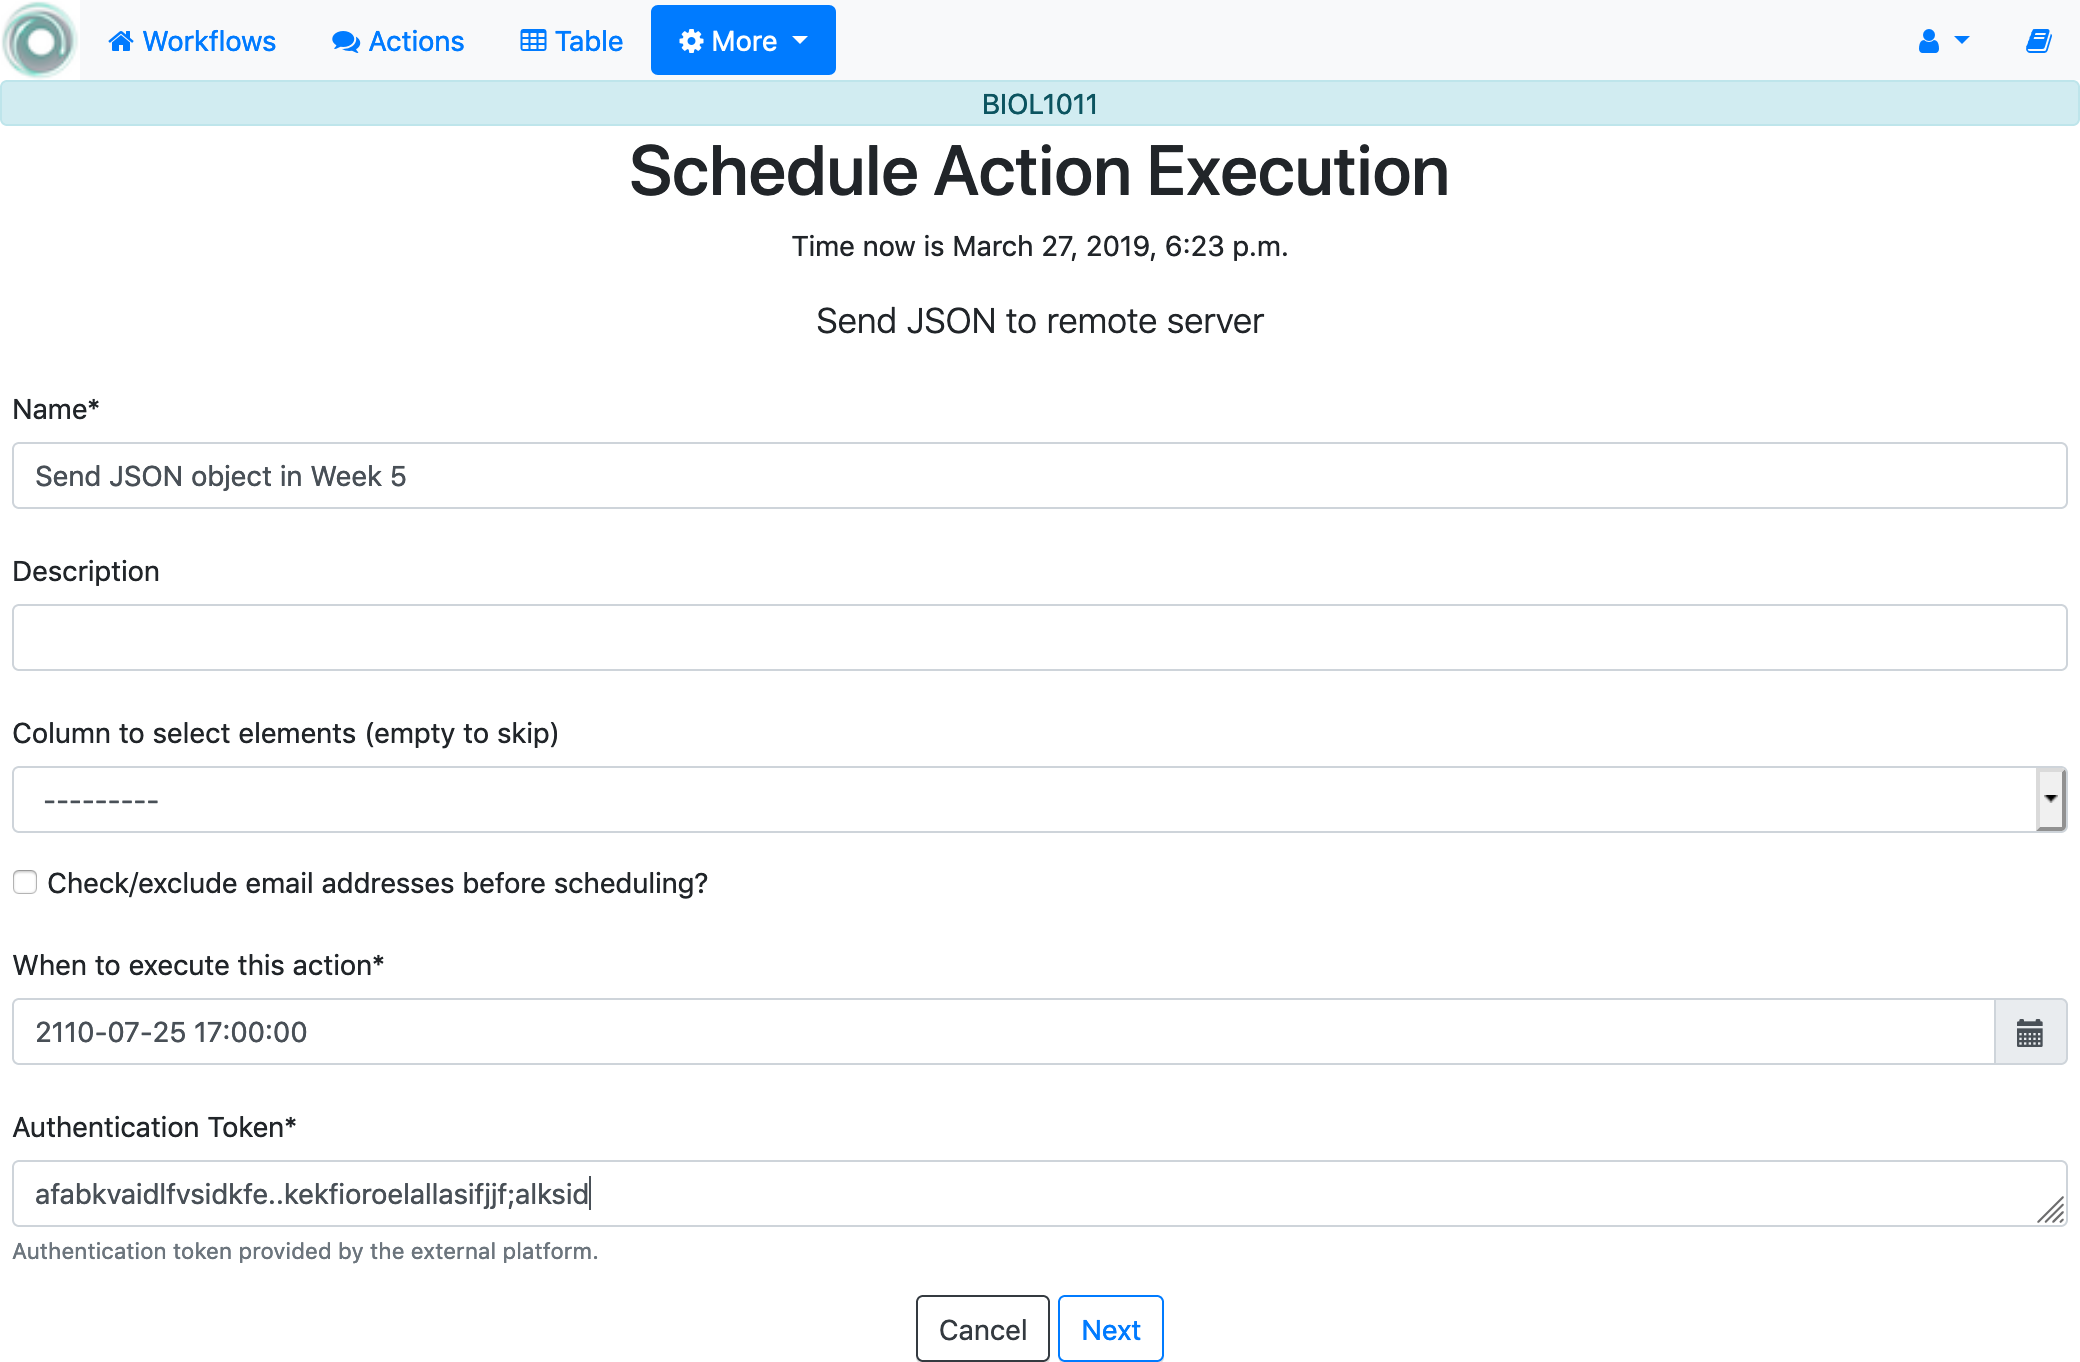 Workflows Actions Table More
BIOL1011
Schedule Action Execution
Time now is March 27, 2019, 6:23 p.m.
Send JSON to remote server
Name*
Send JSON object in Week 5
Description
Column to select elements (empty to skip)
---------
Check/exclude email addresses before scheduling?
When to execute this action*
2110-07-25 17:00:00
Authentication Token*
afabkvaidlfvsidkfe..kekfioroelallasifjjf;alksid
Authentication token provided by the external platform.
Cancel Next